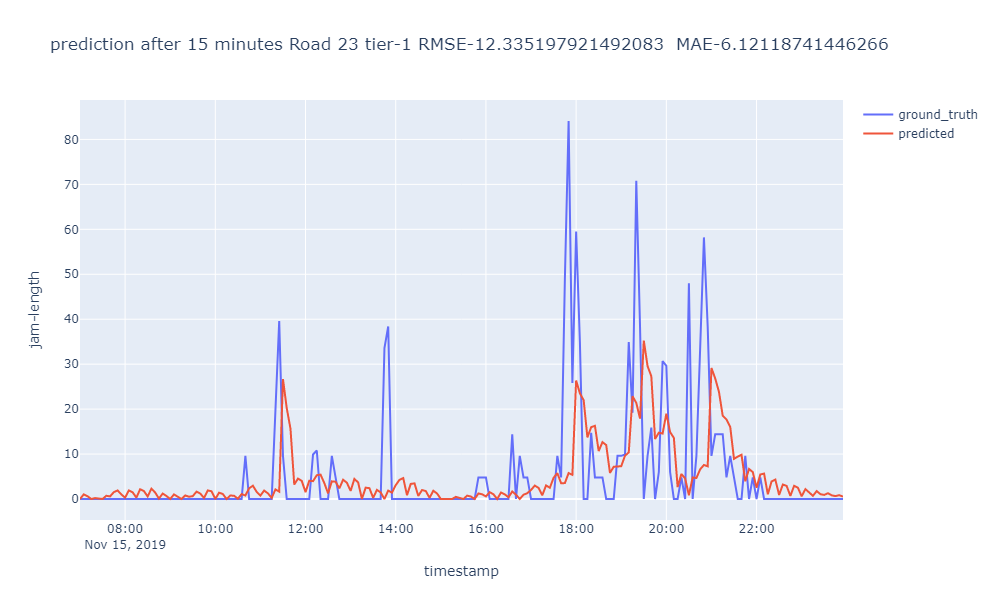 prediction after 15 minutes Road 23 tier-1 RMSE-12.335197921492083  MAE-6.12118741446266
ground_truth
predicted
80
70
60
50
40
30
20
10
0
jam-length
08:00 10:00 12:00 14:00 16:00 18:00 20:00 22:00
Nov 15, 2019
timestamp